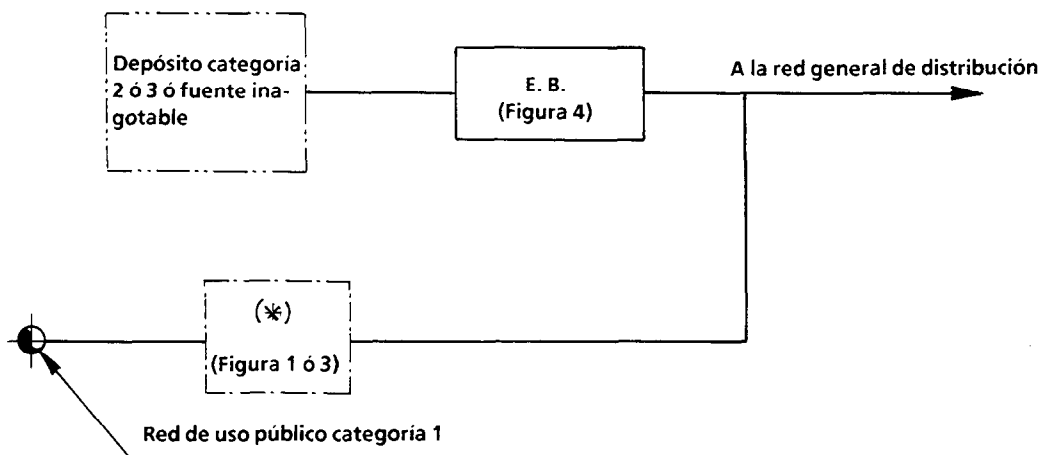 Depósito categoría
2 ó 3 ó fuente ina-
gotable
E. B.
(Figura 4)
A la red general de distribución
(*)
(Figura 1 ó 3)
Red de uso público categoría 1